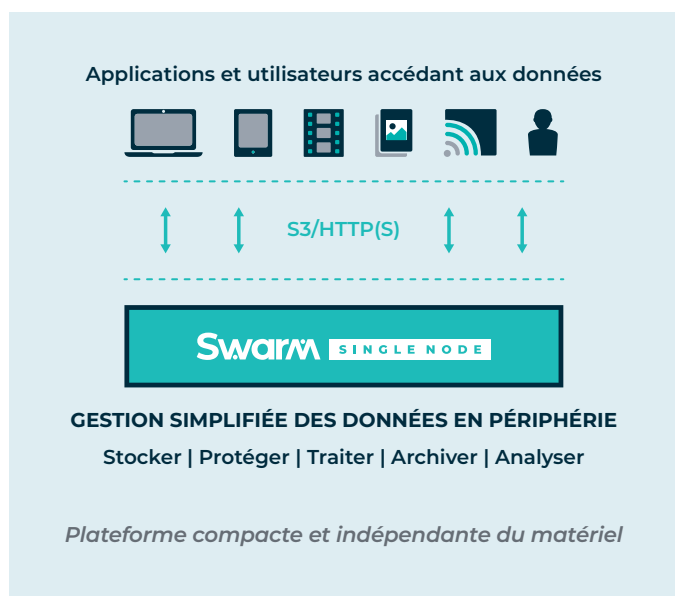 Applications et utilisateurs accédant aux données
S3/HTTP(S)
Swarm SINGLE NODE
GESTION SIMPLIFIÉE DES DONNÉES EN PÉRIPHÉRIE
Stocker | Protéger | Traiter | Archiver | Analyser
Plateforme compacte et indépendante du matériel